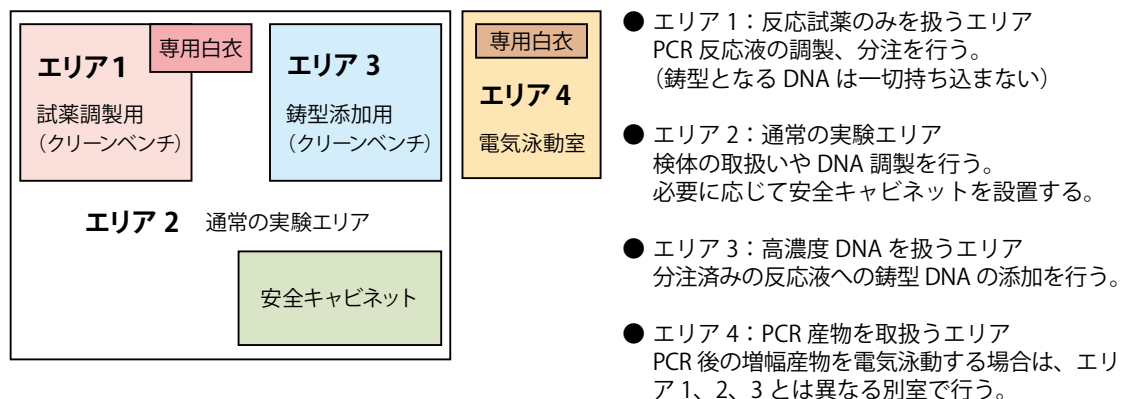 専用白衣
エリア1
試薬調製用
（クリーンベンチ）
エリア 3
鋳型添加用
（クリーンベンチ）
専用白衣
エリア 4
電気泳動室
エリア 2 通常の実験エリア
安全キャビネット
● エリア 1：反応試薬のみを扱うエリア
PCR 反応液の調製、分注を行う。
（鋳型となる DNA は一切持ち込まない）
● エリア 2：通常の実験エリア
検体の取扱いや DNA 調製を行う。
必要に応じて安全キャビネットを設置する。
● エリア 3：高濃度 DNA を扱うエリア
分注済みの反応液への鋳型 DNA の添加を行う。
● エリア 4：PCR 産物を取扱うエリア
PCR 後の増幅産物を電気泳動する場合は、エリ
ア 1、2、3 とは異なる別室で行う。